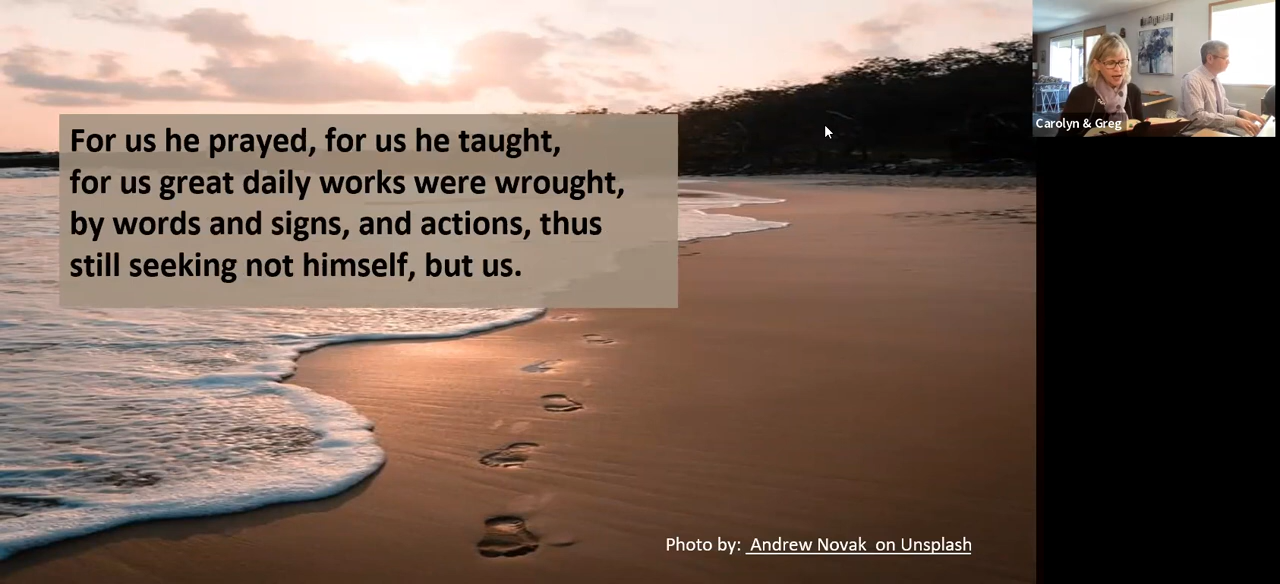 For us he prayed, for us he taught,
for us great daily works were wrought,
by words and signs, and actions, thus
still seeking not himself, but us.
Carolyn & Greg
Photo by: Andrew Novak on Unsplash